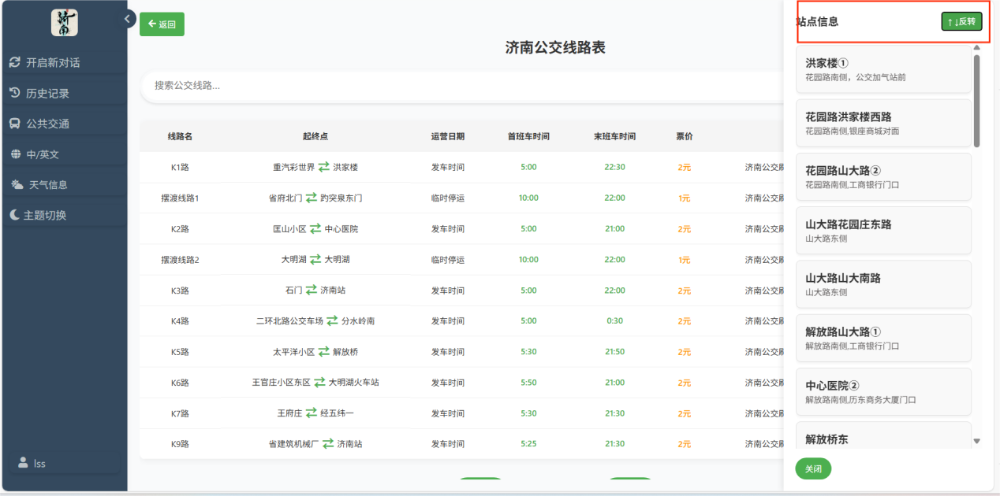 济南
开启新对话
历史记录
公共交通
中/英文
天气信息
主题切换
lss
返回
济南公交线路表
搜索公交线路...
线路名 起终点 运营日期 首班车时间 末班车时间 票价
K1路 重汽彩世界 洪家楼 发车时间 5:00 22:30 2元 济南公交
摆渡线路1 省府北门 趵突泉东门 临时停运 10:00 22:00 1元 济南公交
K2路 匡山小区 中心医院 发车时间 5:00 21:00 2元 济南公交
摆渡线路2 大明湖 大明湖 临时停运 10:00 22:00 1元 济南公交
K3路 石门 济南站 发车时间 5:00 22:00 2元 济南公交
K4路 二环北路公交车场 分水岭南 发车时间 5:00 0:30 2元 济南公交
K5路 太平洋小区 解放桥 发车时间 5:30 21:50 2元 济南公交
K6路 王官庄小区东区 大明湖火车站 发车时间 5:50 21:00 2元 济南公交
K7路 王府庄 经五纬一 发车时间 5:30 21:30 2元 济南公交
K9路 省建筑机械厂 济南站 发车时间 5:25 21:30 2元 济南公交
站点信息
↑↓反转
洪家楼①
花园路南侧，公交加气站前
花园路洪家楼西路
花园路南侧,银座商城对面
花园路山大路②
花园路南侧,工商银行门口
山大路花园庄东路
山大路东侧
山大路山大南路
山大路东侧
解放路山大路①
解放路南侧,工商银行门口
中心医院②
解放路南侧,历东商务大厦门口
解放桥东
关闭